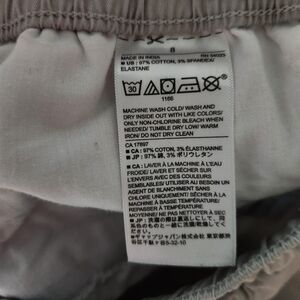 8
MADE IN INDIA
■ US : 97% COTTON, 3% SPANDEX/
ELASTANE
30
1166
MACHINE WASH COLD/ WASH AND
DRY INSIDE OUT WITH LIKE COLORS/
ONLY NON-CHLORINE BLEACH WHEN
NEEDED/ TUMBLE DRY LOW/ WARM
IRON/ DO NOT DRY CLEAN
CA 17897
■ CA : 97% COTON, 3% ÉLASTHANNE
■ JP : 97% 綿, 3% ポリウレタン
■ CA : LAVER À LA MACHINE À L'EAU
FROIDE/ LAVER ET SÉCHER SUR
L'ENVERS AVEC DES COULEURS
SEMBLABLES/ UTILISER AU BESOIN UN
AGENT DE BLANCHIMENT SANS
CHLORE UNIQUEMENT/ SÉCHER À LA
MACHINE À BASSE TEMPÉRATURE/
REPASSER À TEMPÉRATURE
MOYENNE/ NE PAS NETTOYER À SEC